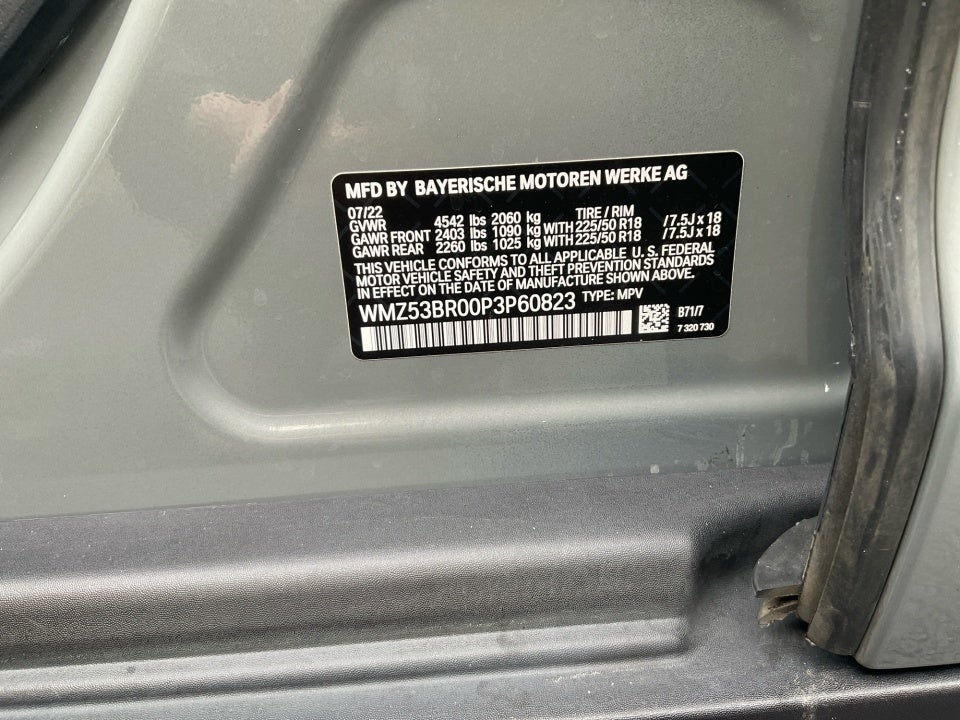 MFD BY BAYERISCHE MOTOREN WERKE AG
07/22 TIRE / RIM
GVWR 4542 lbs 2060 kg
GAWR FRONT 2403 lbs 1090 kg WITH 225/50 R18 / 7.5J x 18
GAWR REAR 2260 lbs 1025 kg WITH 225/50 R18 / 7.5J x 18
THIS VEHICLE CONFORMS TO ALL APPLICABLE U. S. FEDERAL
MOTOR VEHICLE SAFETY AND THEFT PREVENTION STANDARDS
IN EFFECT ON DATE OF MANUFACTURE SHOWN ABOVE.
WMZ53BR00P3P60823 TYPE: MPV
B71/7
7 320 730